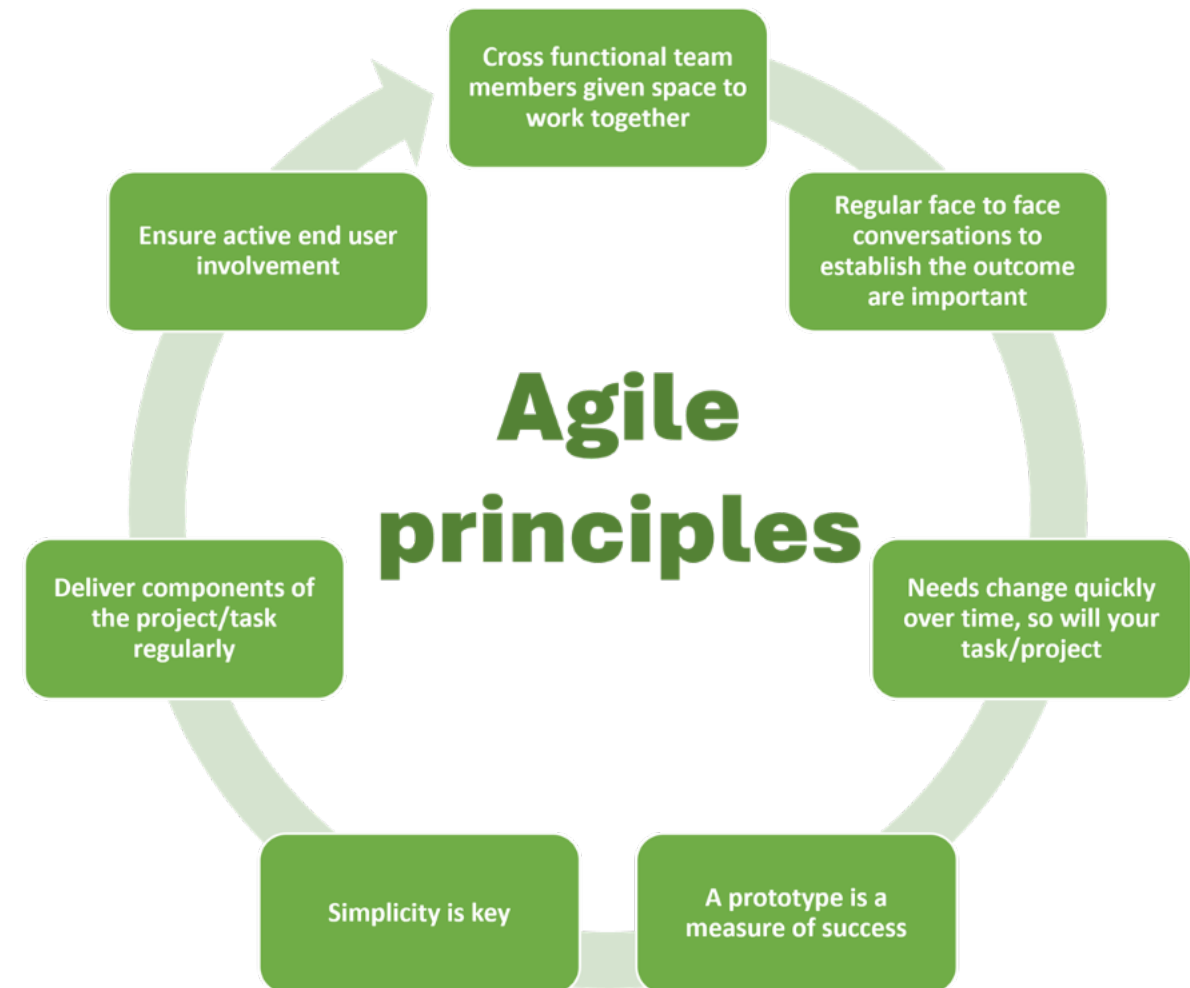 Cross functional team
members given space to
work together
Regular face to face
conversations to
establish the outcome
are important
Needs change quickly
over time, so will your
task/project
A prototype is a
measure of success
Simplicity is key
Deliver components of
the project/task
regularly
Ensure active end user
involvement
Agile
principles